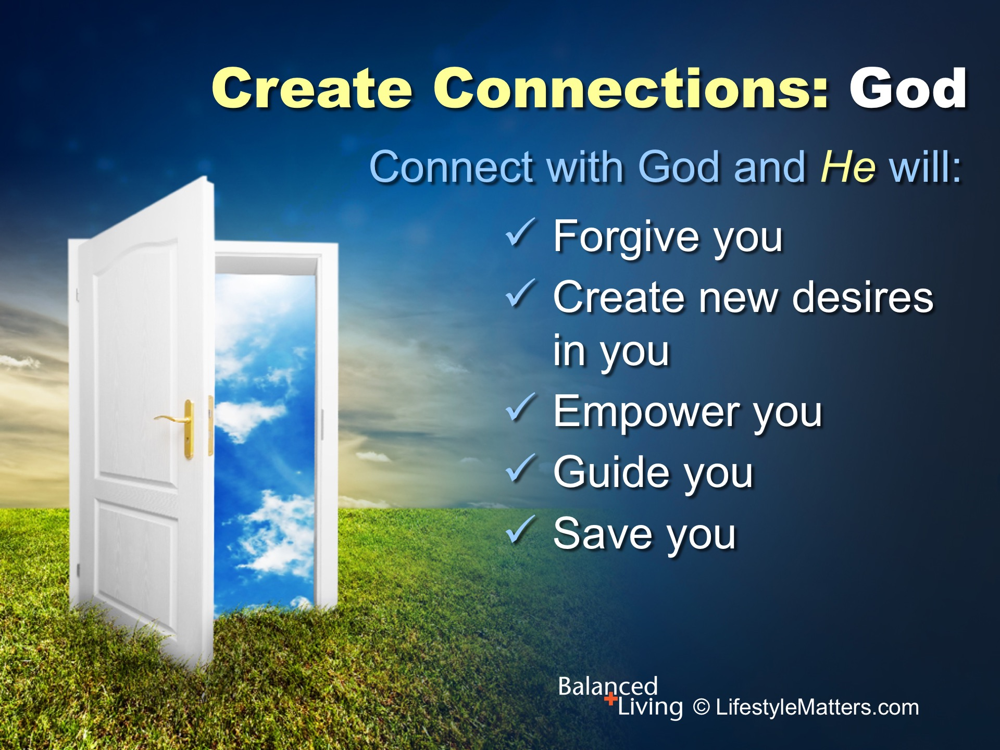 Create Connections: God
Connect with God and He will:
✓ Forgive you
✓ Create new desires
in you
✓ Empower you
✓ Guide you
✓ Save you
Balanced
Living © LifestyleMatters.com